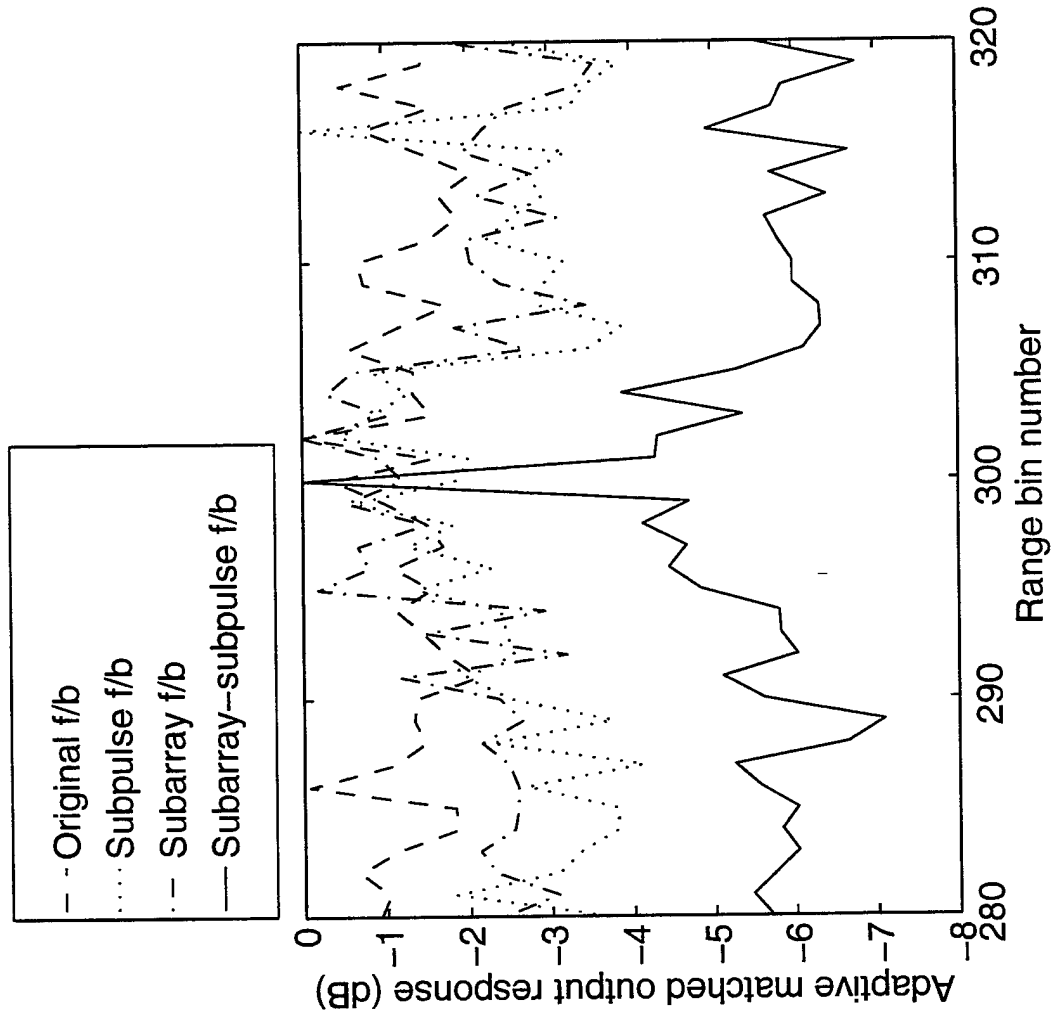 Original f/b
Subpulse f/b
Subarray f/b
Subarray−subpulse f/b
0
−1
−2
−3
−4
−5
−6
−7
−8
Adaptive matched output response (dB)
280
290
300
310
320
Range bin number